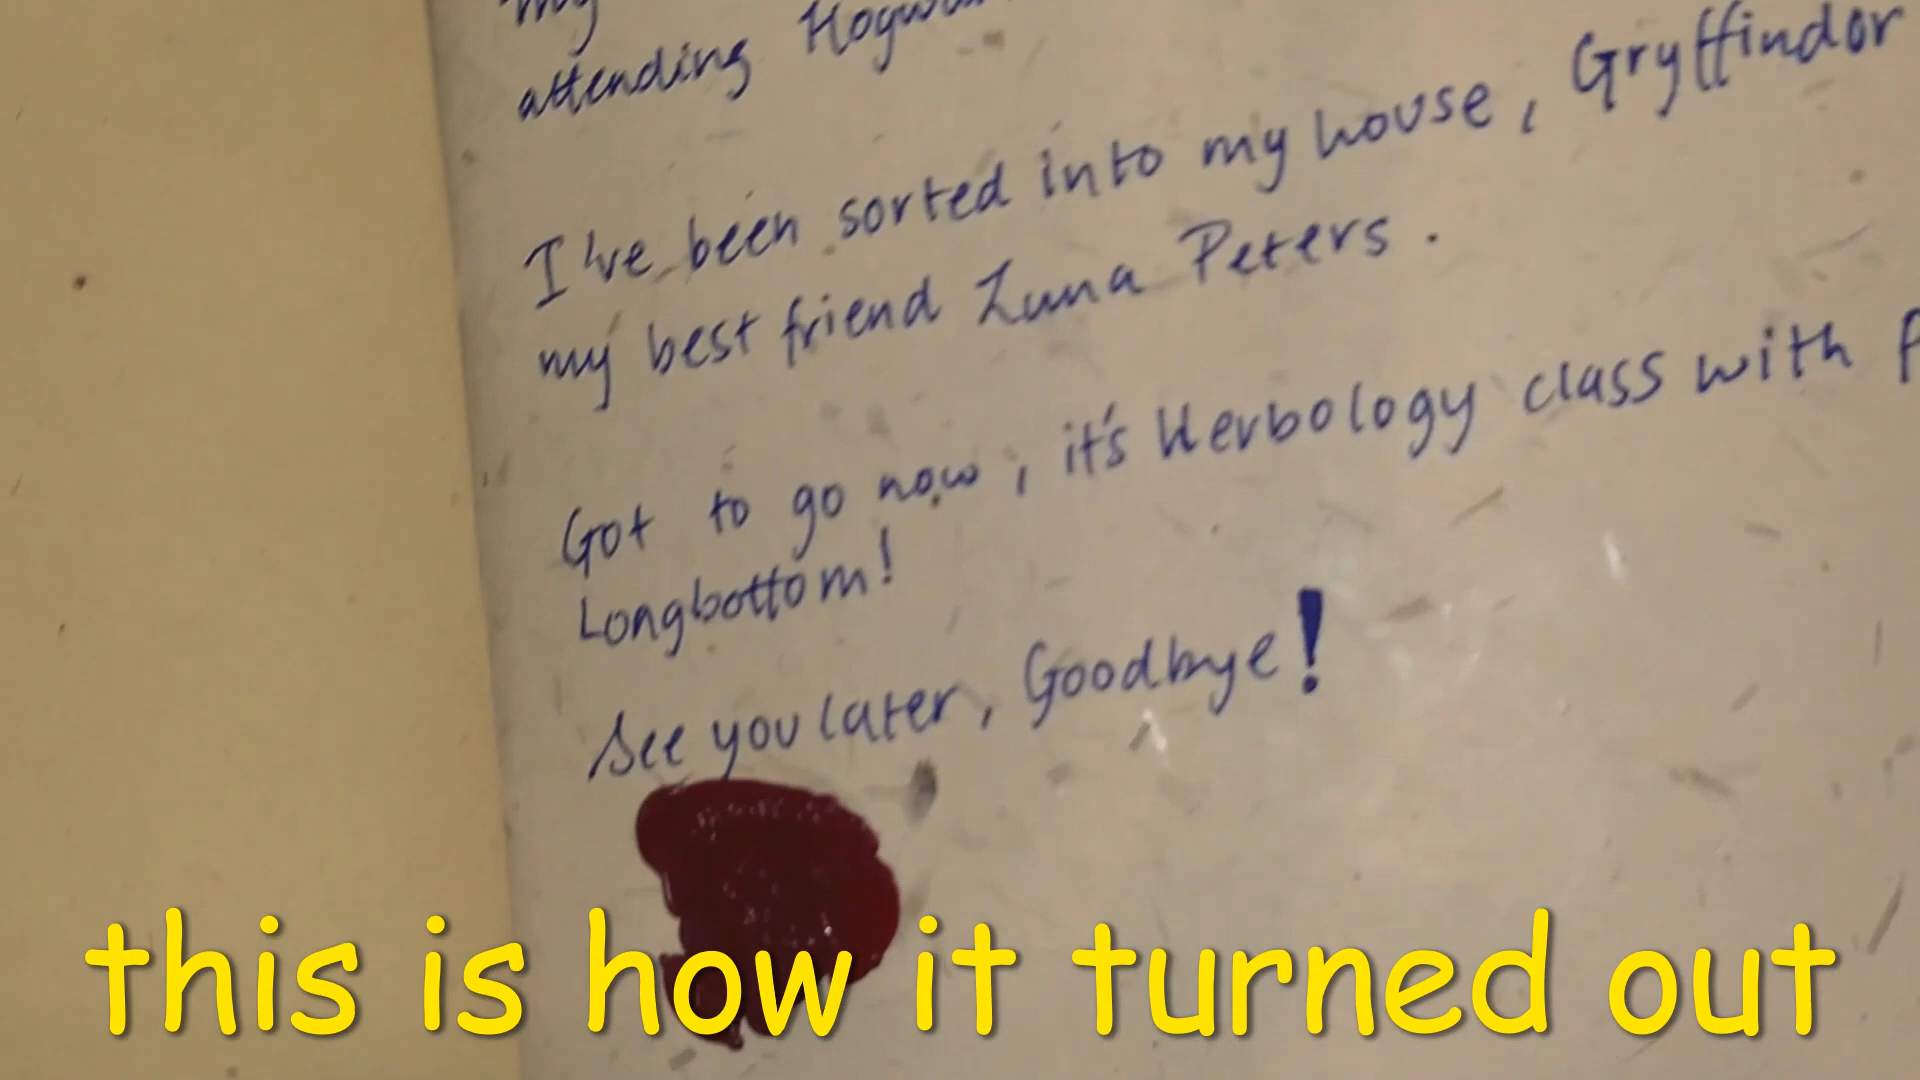 my
attending
I've been sorted into my house, Gryffindor
my best friend Luna Peters.
Got to go now, it's Herbology class with
Longbottom!
See you later, Goodbye!
this is how it turned out